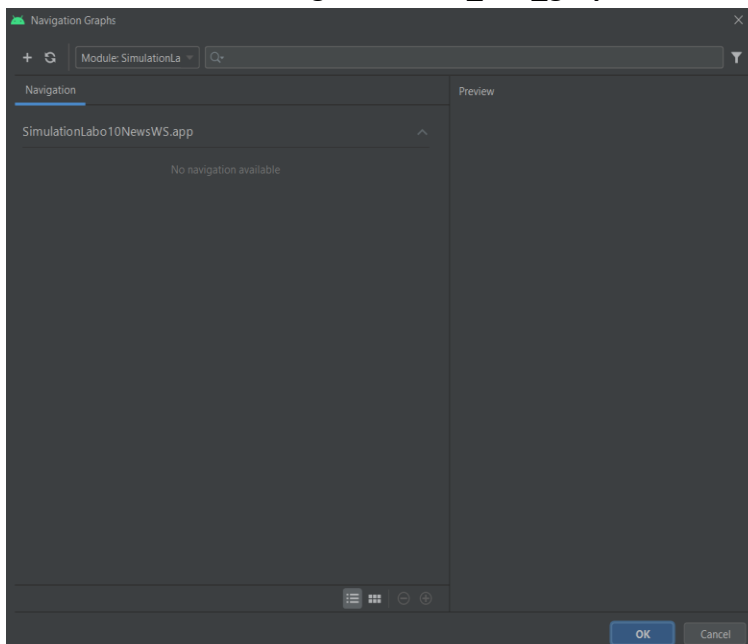 Navigation Graphs
Module: SimulationLa
Navigation
Preview
SimulationLabo10NewsWS.app
No navigation available
OK
Cancel